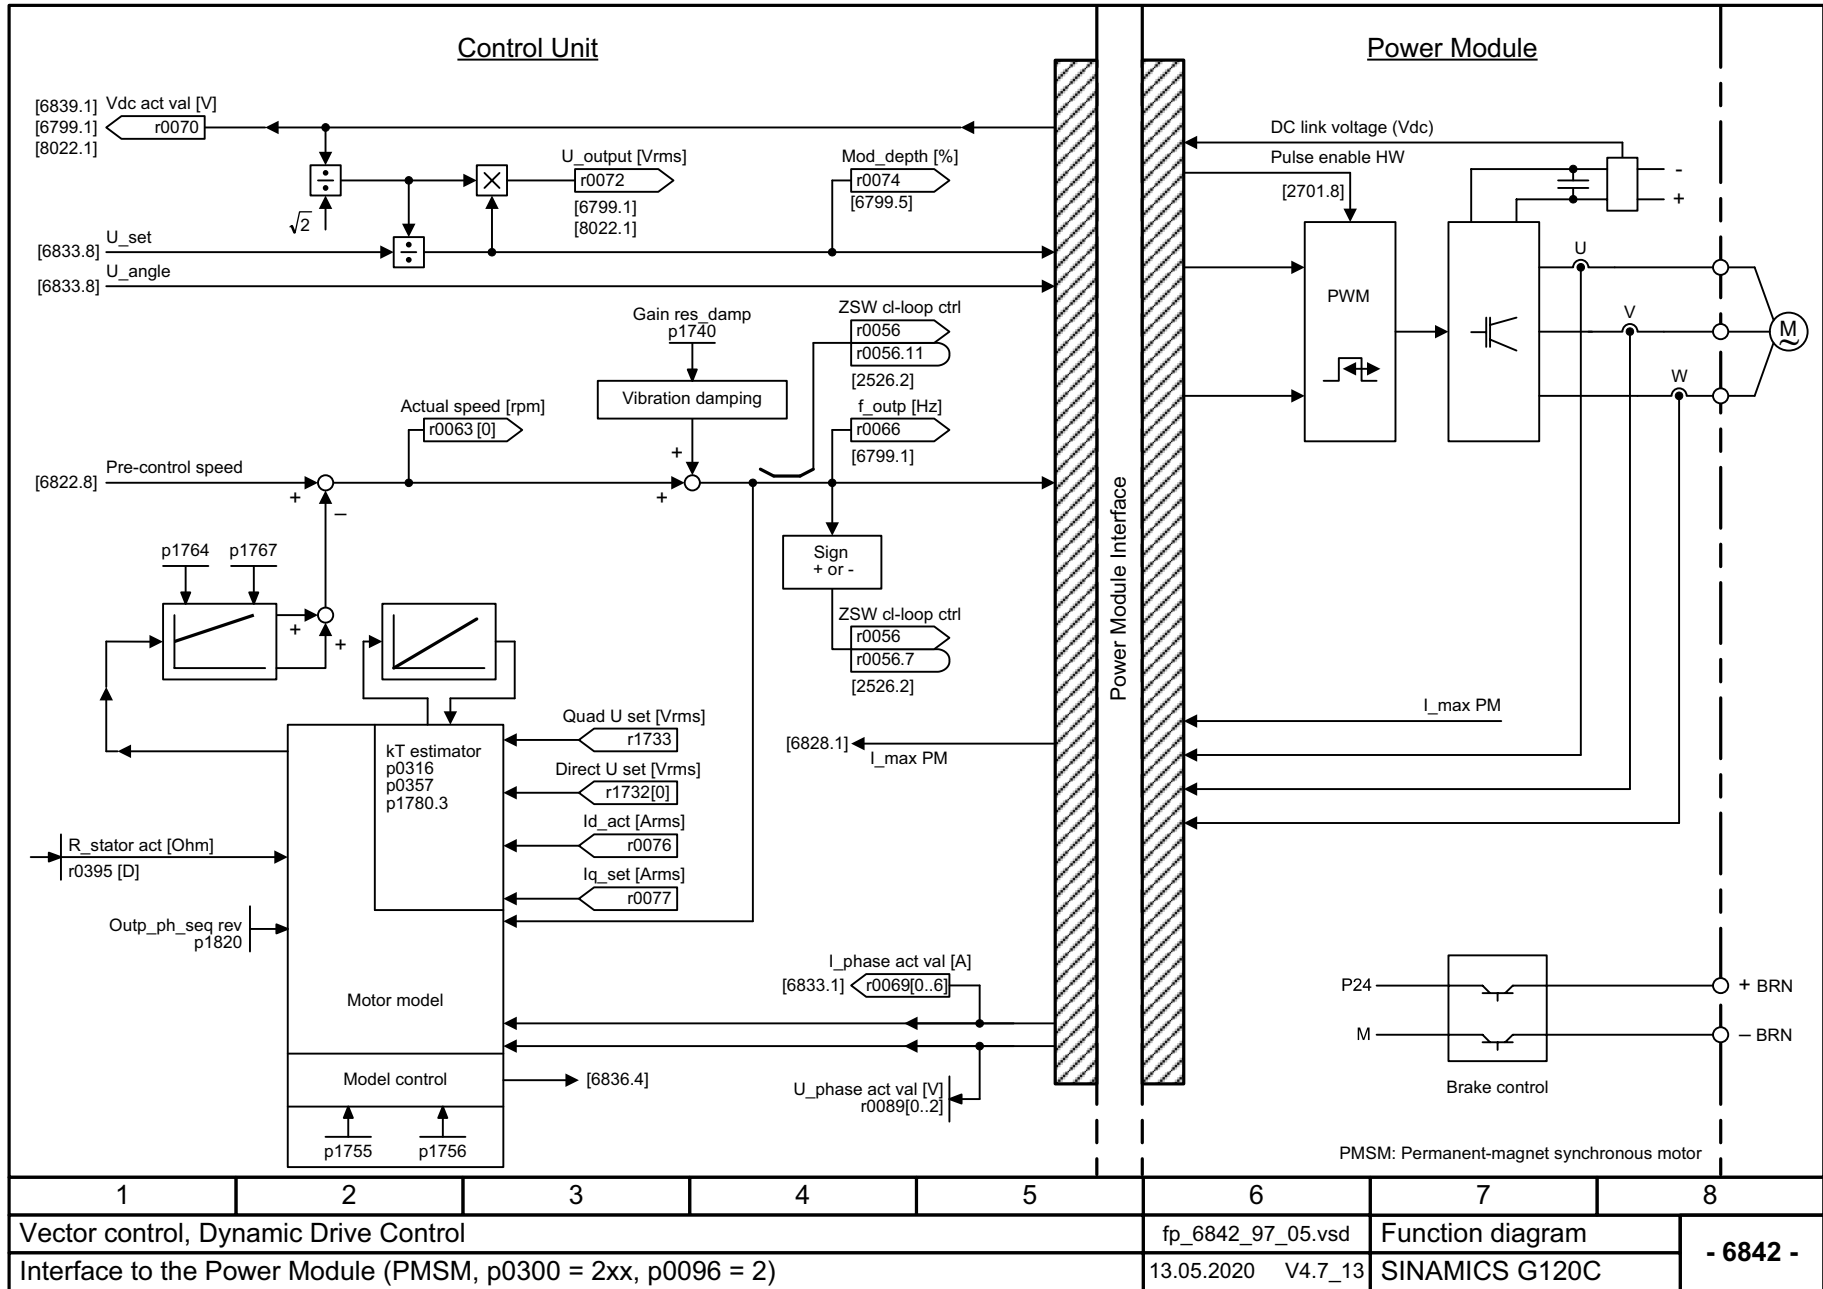 Control Unit
Power Module
[6839.1]
[6799.1]
[8022.1]
Vdc act val [V]
r0070
U_output [Vrms]
r0072
[6799.1]
[8022.1]
Mod_depth [%]
r0074
[6799.5]
√2
[6833.8]
U_set
[6833.8]
U_angle
DC link voltage (Vdc)
Pulse enable HW
[2701.8]
-
+
PWM
U
V
W
M
~
Gain res_damp
p1740
Vibration damping
ZSW cl-loop ctrl
r0056
r0056.11
[2526.2]
Actual speed [rpm]
r0063 [0]
f_outp [Hz]
r0066
[6799.1]
[6822.8]
Pre-control speed
+
–
+
+
Sign
+ or -
ZSW cl-loop ctrl
r0056
r0056.7
[2526.2]
p1764
p1767
+
+
Power Module Interface
kT estimator
p0316
p0357
p1780.3
Quad U set [Vrms]
r1733
Direct U set [Vrms]
r1732[0]
Id_act [Arms]
r0076
Iq_set [Arms]
r0077
[6828.1]
I_max PM
I_max PM
R_stator act [Ohm]
r0395 [D]
Outp_ph_seq rev
p1820
Motor model
I_phase act val [A]
[6833.1]
r0069[0..6]
U_phase act val [V]
r0089[0..2]
Model control
[6836.4]
p1755
p1756
P24
M
+ BRN
– BRN
Brake control
PMSM: Permanent-magnet synchronous motor
1 2 3 4 5 6 7 8
Vector control, Dynamic Drive Control
fp_6842_97_05.vsd
Function diagram
- 6842 -
Interface to the Power Module (PMSM, p0300 = 2xx, p0096 = 2)
13.05.2020 V4.7_13
SINAMICS G120C